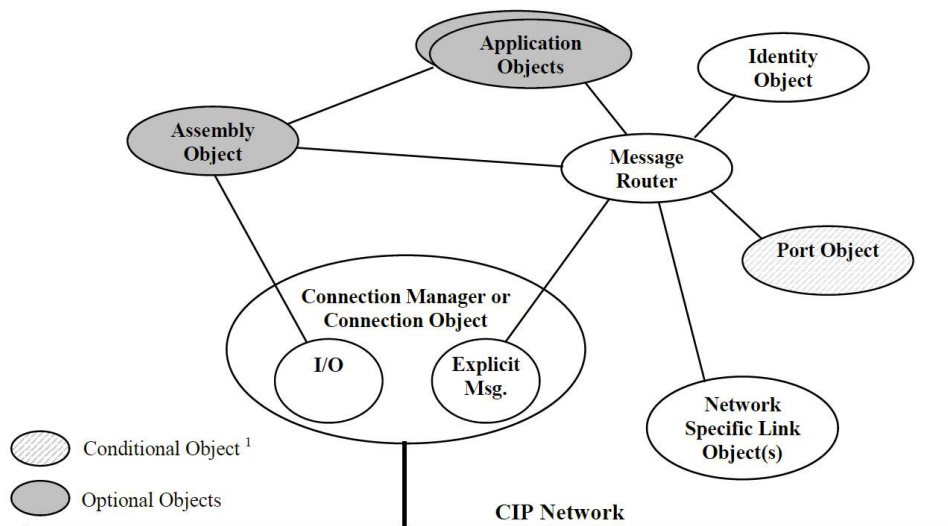 Application
Objects
Identity
Object
Assembly
Object
Message
Router
Port Object
Connection Manager or
Connection Object
I/O
Explicit
Msg.
Network
Specific Link
Object(s)
Conditional Object 1
Optional Objects
CIP Network